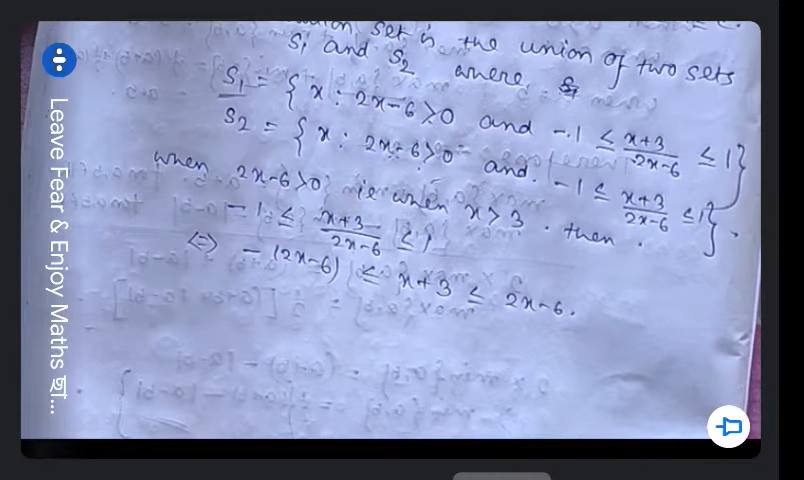 set is the union of two sets
S₁ and S₂ where
S₁ = { x : 2x-6>0 and -1 ≤ x+3/2x-6 ≤ 1}
S₂ = { x : 2x-6>0 and -1 ≤ x+3/2x-6 ≤ 1}.
when 2x-6>0 ie when x>3. then.
-1 ≤ x+3/2x-6 ≤ 1
<=> -(2x-6) ≤ x+3 ≤ 2x-6.
Leave Fear & Enjoy Maths